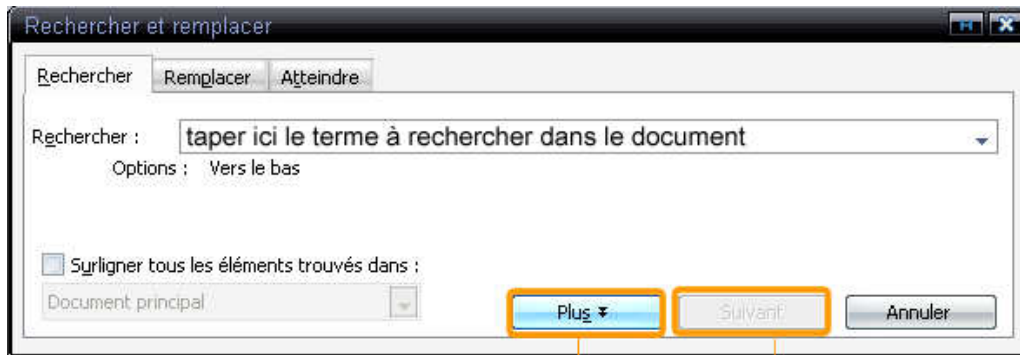 Rechercher et remplacer
Rechercher Remplacer Atteindre
Rechercher : taper ici le terme à rechercher dans le document
Options : Vers le bas
Surligner tous les éléments trouvés dans :
Document principal
Plus Suivant Annuler